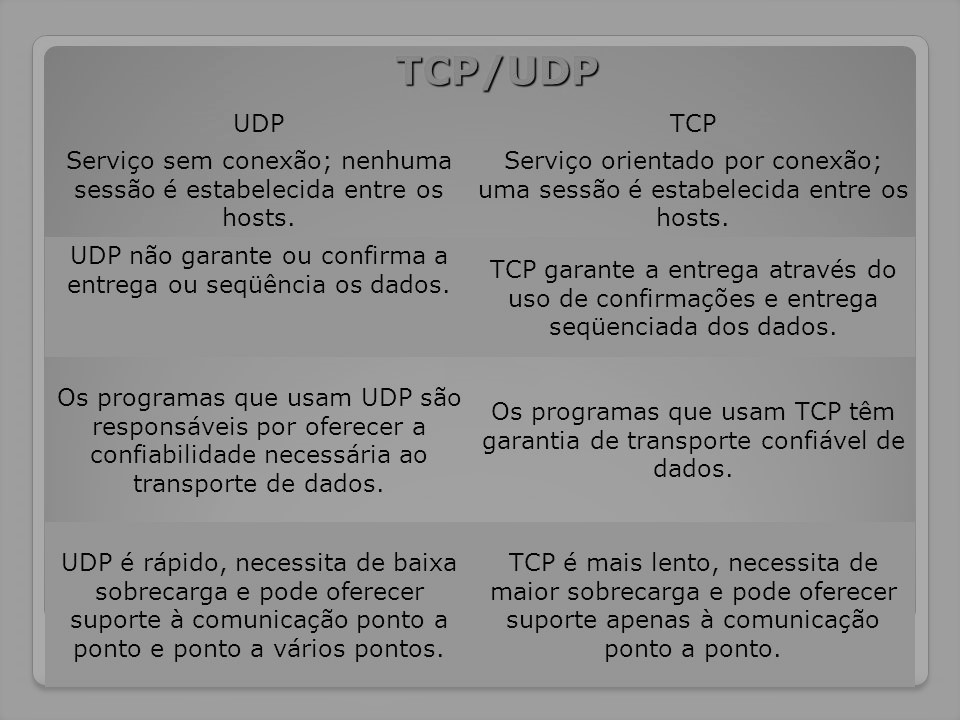 TCP/UDP
UDP
TCP
Serviço sem conexão; nenhuma
sessão é estabelecida entre os
hosts.
Serviço orientado por conexão;
uma sessão é estabelecida entre os
hosts.
UDP não garante ou confirma a
entrega ou seqüência os dados.
TCP garante a entrega através do
uso de confirmações e entrega
seqüenciada dos dados.
Os programas que usam UDP são
responsáveis por oferecer a
confiabilidade necessária ao
transporte de dados.
Os programas que usam TCP têm
garantia de transporte confiável de
dados.
UDP é rápido, necessita de baixa
sobrecarga e pode oferecer
suporte à comunicação ponto a
ponto e ponto a vários pontos.
TCP é mais lento, necessita de
maior sobrecarga e pode oferecer
suporte apenas à comunicação
ponto a ponto.